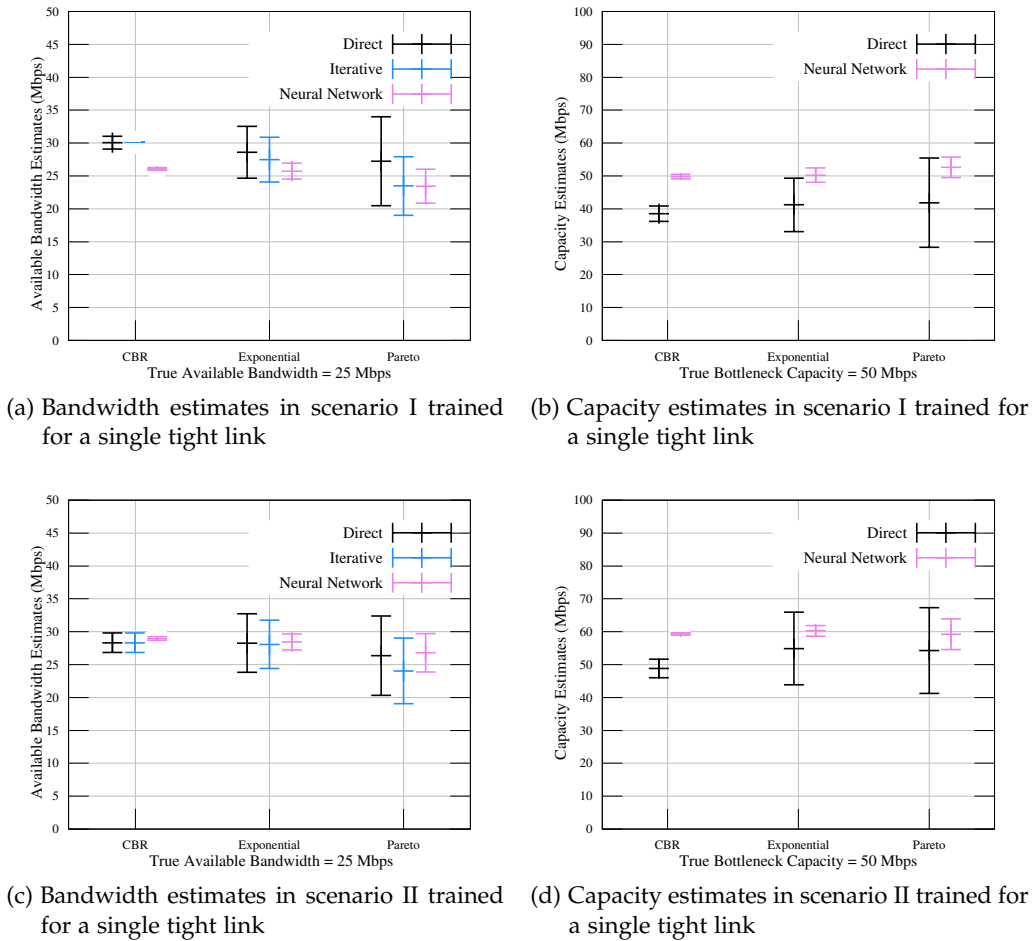 50
45
40
35
30
25
20
15
10
5
0
Available Bandwidth Estimates (Mbps)
Direct
Iterative
Neural Network
CBR Exponential Pareto
True Available Bandwidth = 25 Mbps
(a) Bandwidth estimates in scenario I trained
for a single tight link
100
90
80
70
60
50
40
30
20
10
0
Capacity Estimates (Mbps)
Direct
Neural Network
CBR Exponential Pareto
True Bottleneck Capacity = 50 Mbps
(b) Capacity estimates in scenario I trained for
a single tight link
50
45
40
35
30
25
20
15
10
5
0
Available Bandwidth Estimates (Mbps)
Direct
Iterative
Neural Network
CBR Exponential Pareto
True Available Bandwidth = 25 Mbps
(c) Bandwidth estimates in scenario II trained
for a single tight link
100
90
80
70
60
50
40
30
20
10
0
Capacity Estimates (Mbps)
Direct
Neural Network
CBR Exponential Pareto
True Bottleneck Capacity = 50 Mbps
(d) Capacity estimates in scenario II trained for
a single tight link